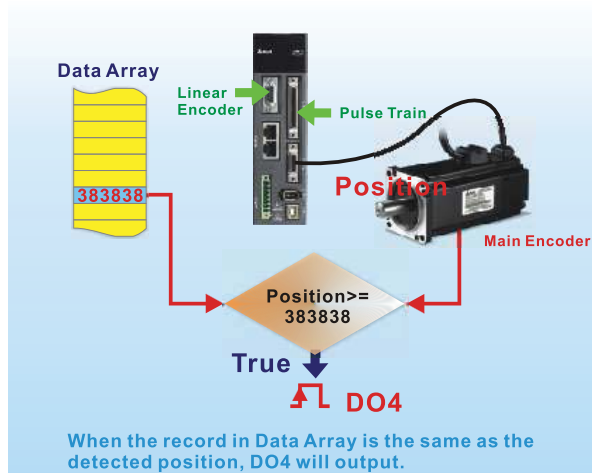 Data Array
Linear
Encoder
Pulse Train
383838
Position
Main Encoder
Position>=
383838
True
DO4
When the record in Data Array is the same as the
detected position, DO4 will output.